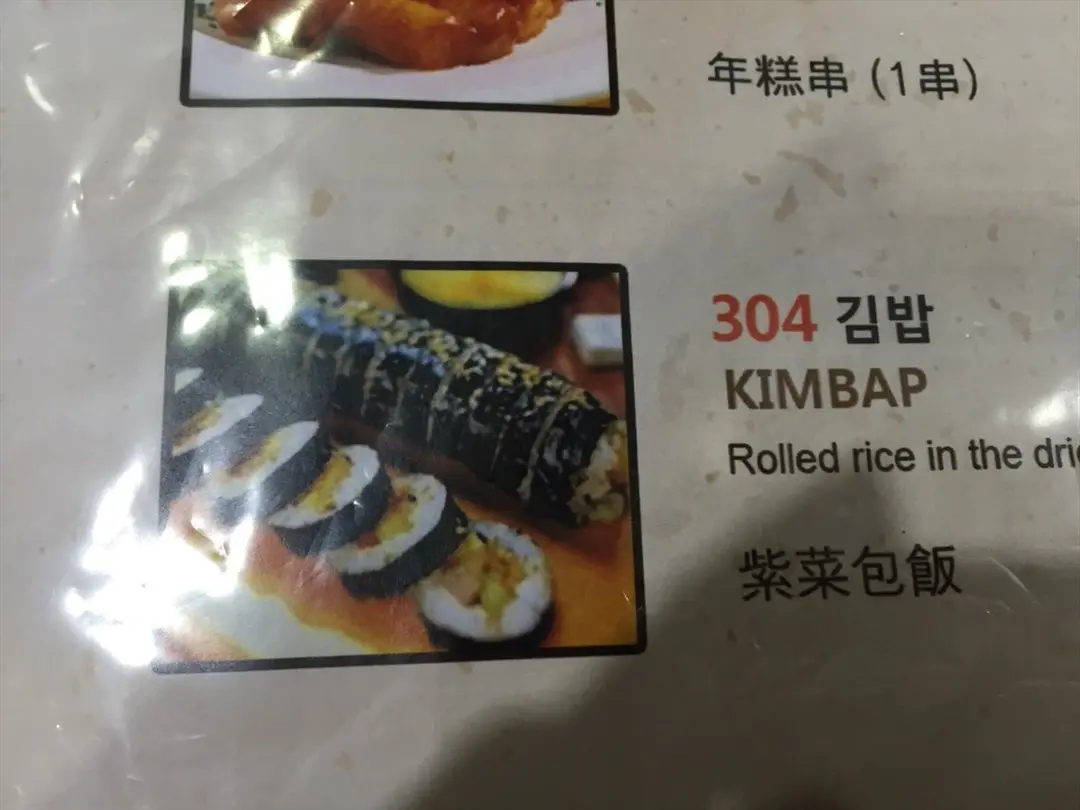 年糕串 (1串)
304 김밥
KIMBAP
Rolled rice in the
紫菜包飯